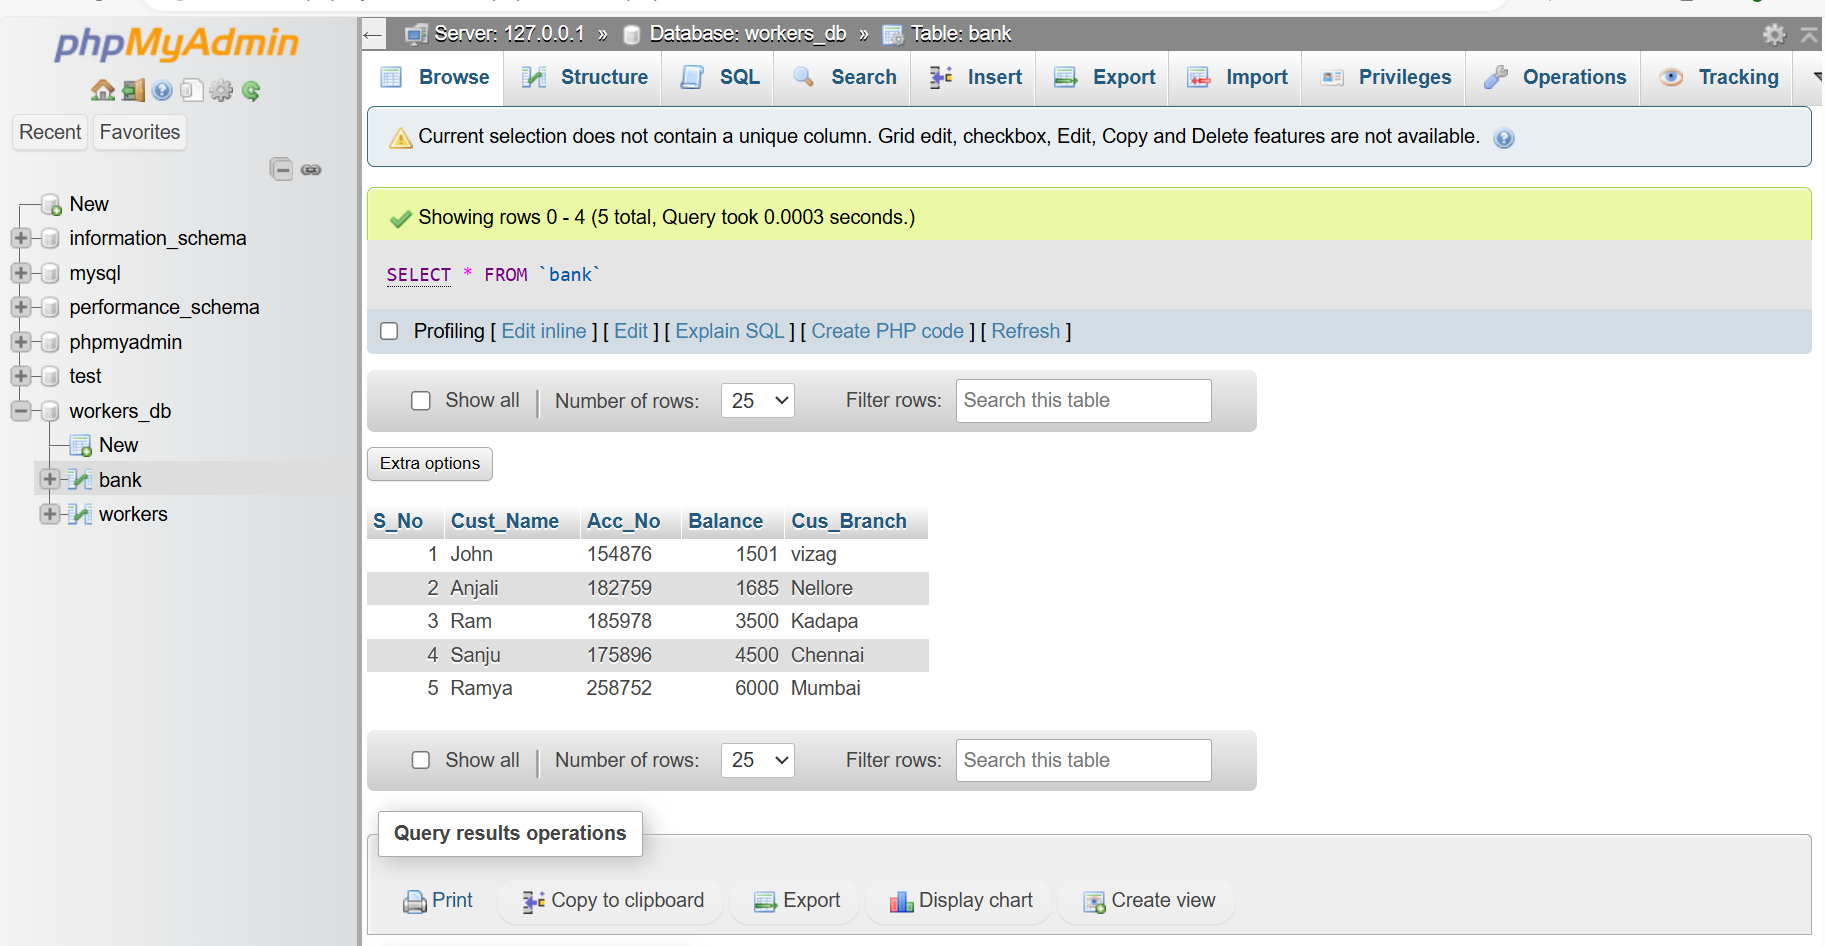 phpMyAdmin
Recent Favorites
New
information_schema
mysql
performance_schema
phpmyadmin
test
workers_db
New
bank
workers
← Server: 127.0.0.1 » Database: workers_db » Table: bank
Browse Structure SQL Search Insert Export Import Privileges Operations Tracking
Current selection does not contain a unique column. Grid edit, checkbox, Edit, Copy and Delete features are not available.
Showing rows 0 - 4 (5 total, Query took 0.0003 seconds.)
SELECT * FROM `bank`
Profiling [ Edit inline ] [ Edit ] [ Explain SQL ] [ Create PHP code ] [ Refresh ]
Show all | Number of rows: 25 Filter rows: Search this table
Extra options
S_No Cust_Name Acc_No Balance Cus_Branch
1 John 154876 1501 vizag
2 Anjali 182759 1685 Nellore
3 Ram 185978 3500 Kadapa
4 Sanju 175896 4500 Chennai
5 Ramya 258752 6000 Mumbai
Show all | Number of rows: 25 Filter rows: Search this table
Query results operations
Print Copy to clipboard Export Display chart Create view